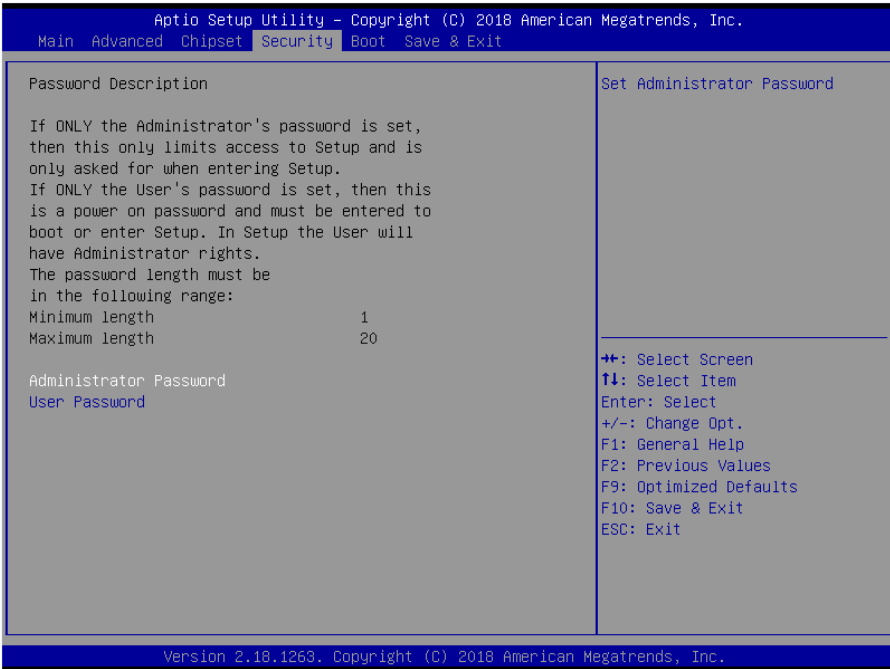 Aptio Setup Utility – Copyright (C) 2018 American Megatrends, Inc.
Main Advanced Chipset Security Boot Save & Exit
Password Description
If ONLY the Administrator's password is set,
then this only limits access to Setup and is
only asked for when entering Setup.
If ONLY the User's password is set, then this
is a power on password and must be entered to
boot or enter Setup. In Setup the User will
have Administrator rights.
The password length must be
in the following range:
Minimum length 1
Maximum length 20
Administrator Password
User Password
Set Administrator Password
→←: Select Screen
↑↓: Select Item
Enter: Select
+/-: Change Opt.
F1: General Help
F2: Previous Values
F9: Optimized Defaults
F10: Save & Exit
ESC: Exit
Version 2.18.1263. Copyright (C) 2018 American Megatrends, Inc.